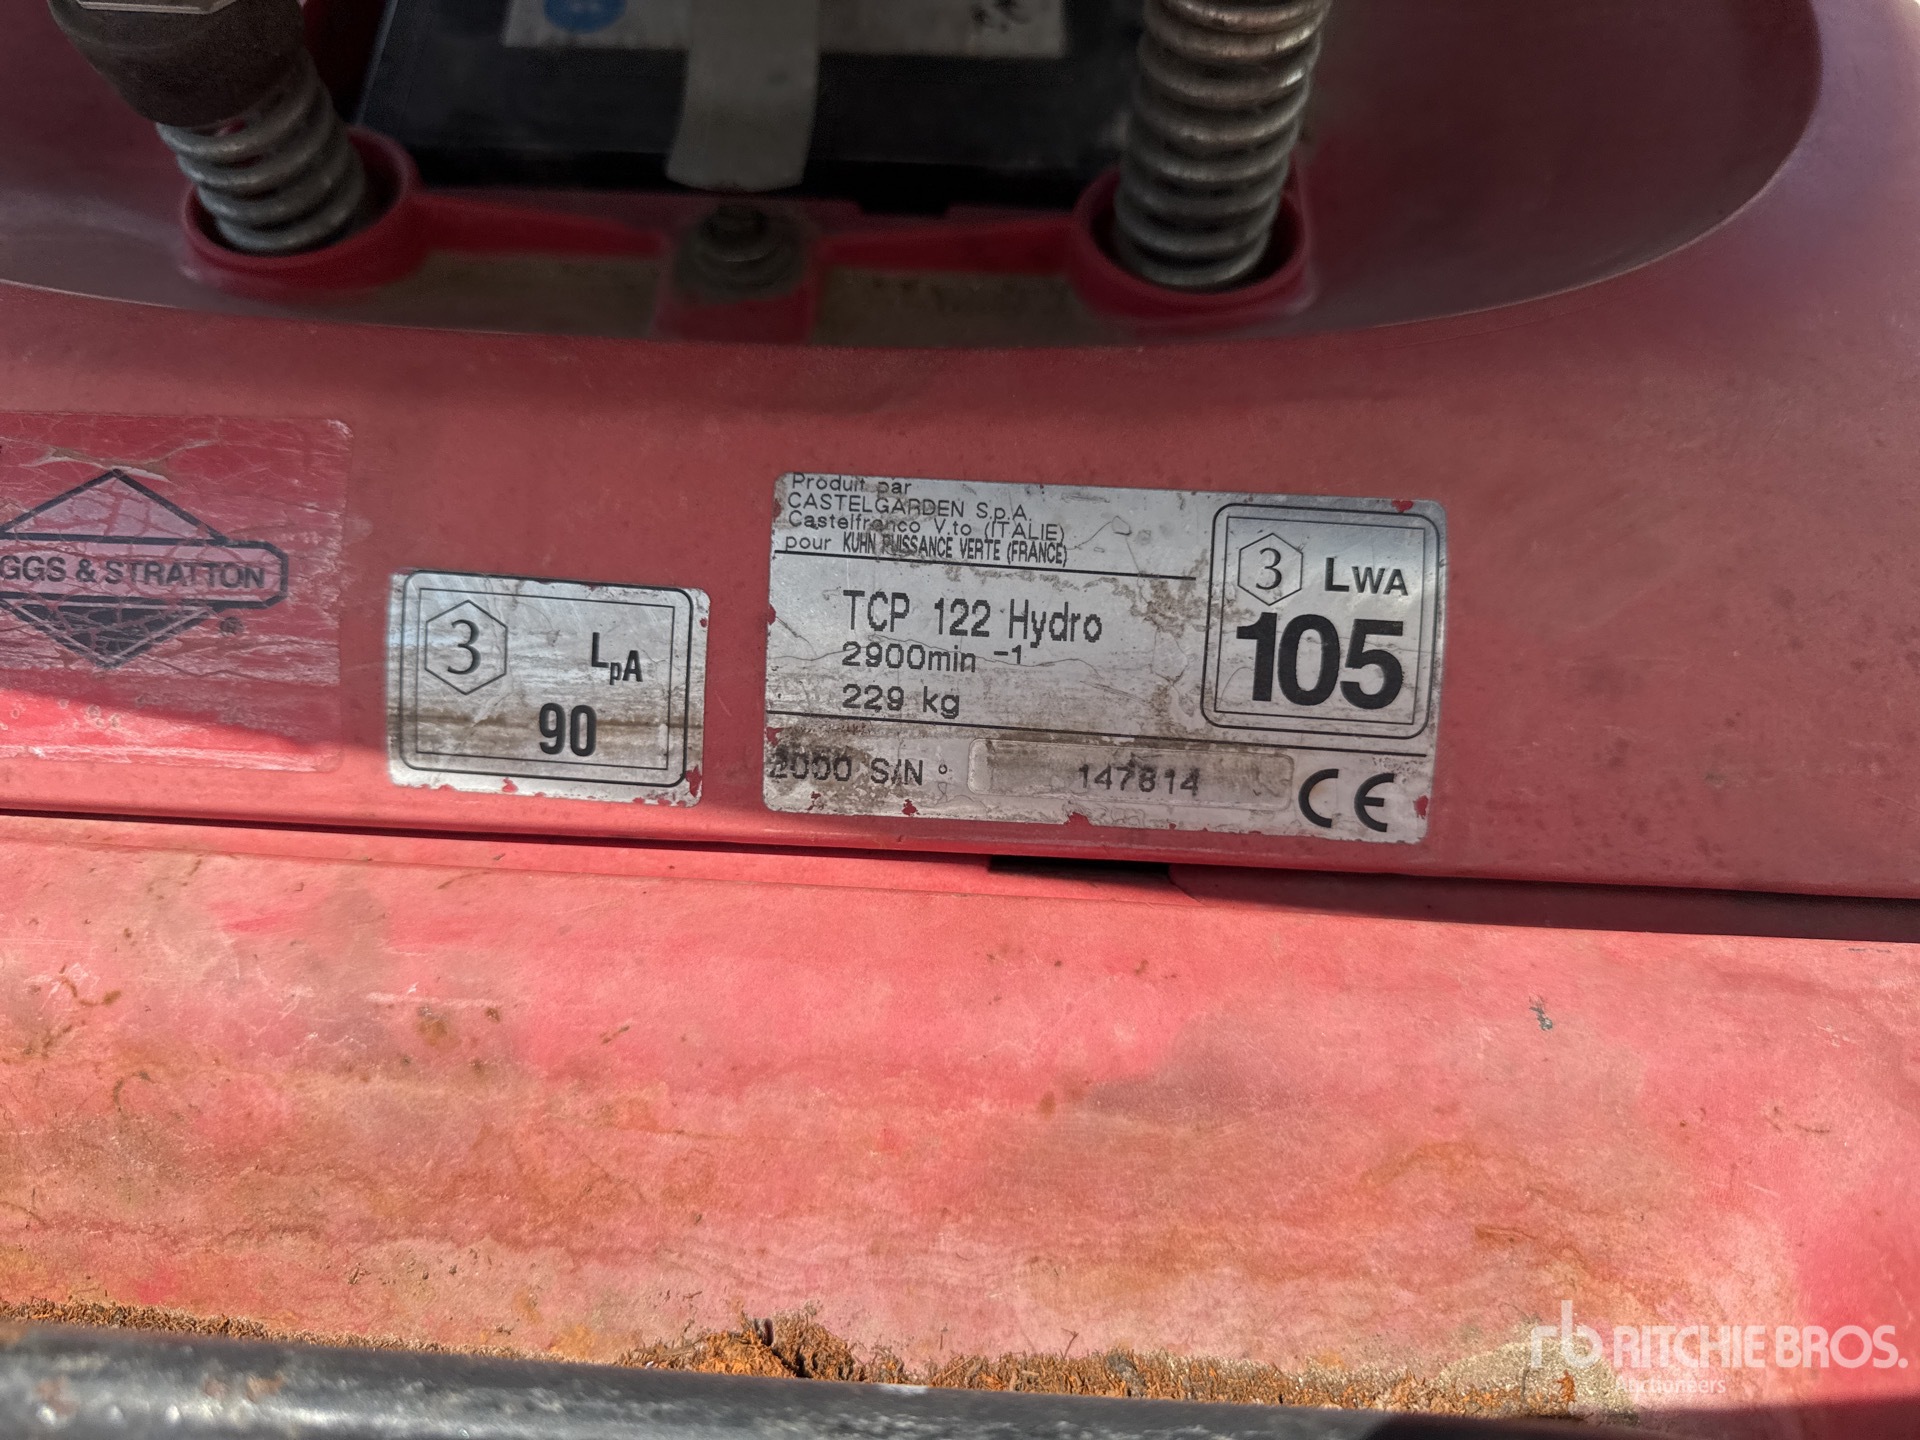 Produit par
CASTELGARDEN S.p.A.
Castelfranco V.to (ITALIE)
pour KUHN PUISSANCE VERTE (FRANCE)
TCP 122 Hydro
2900min -1
229 kg
2000 S/N° 147814
3 LWA
105
CE
3 LpA
90
GGS & STRATTON
®
rb RITCHIE BROS.
Auctioneers